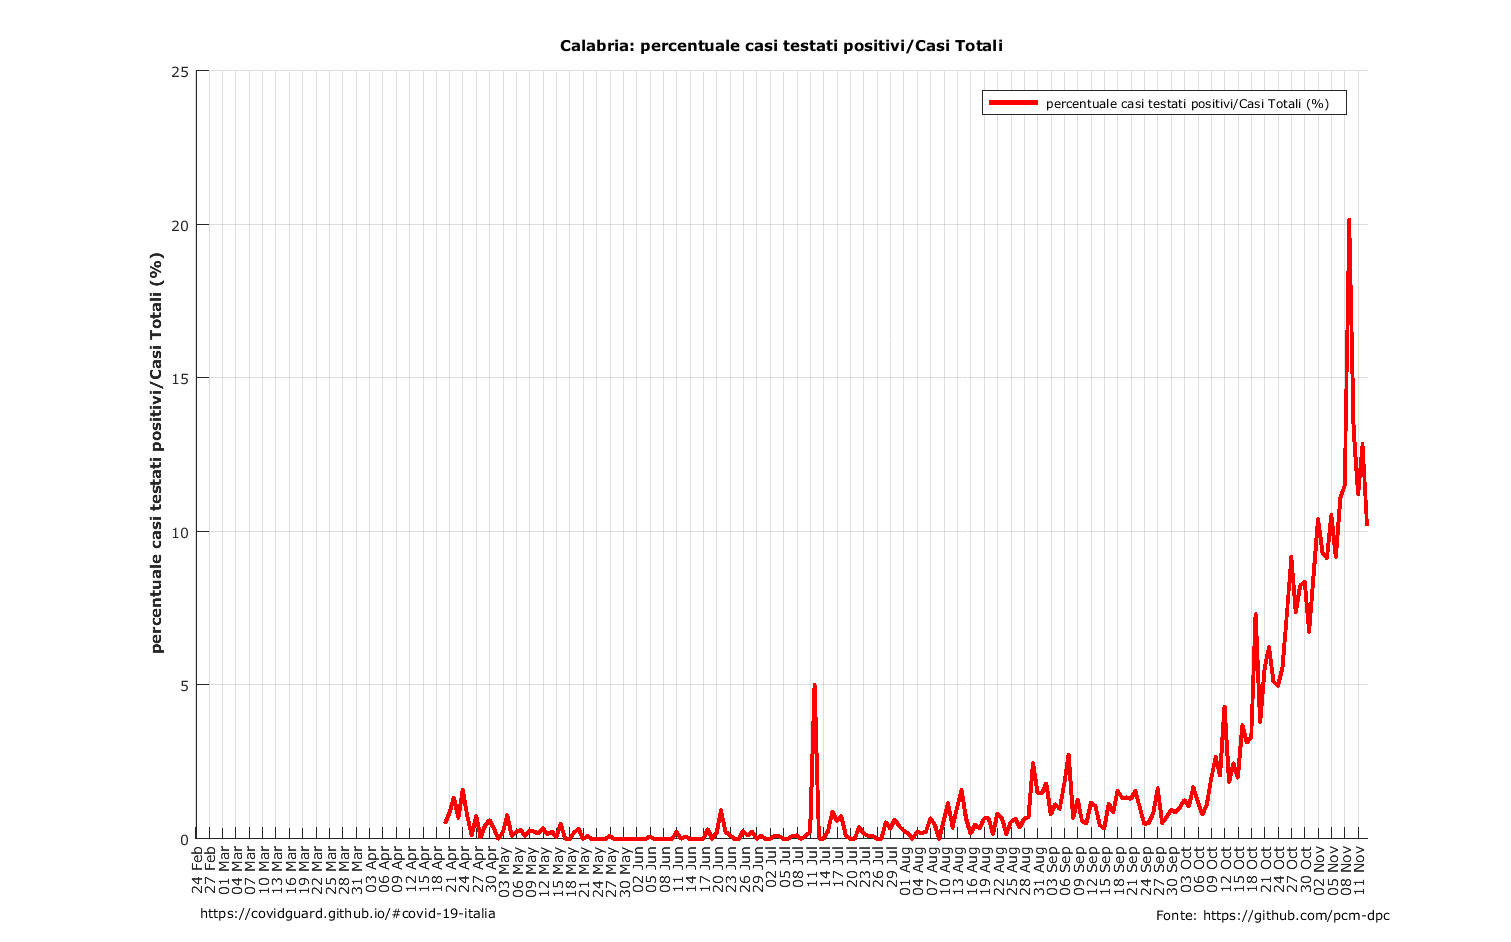 Calabria: percentuale casi testati positivi/Casi Totali
percentuale casi testati positivi/Casi Totali (%)
percentuale casi testati positivi/Casi Totali (%)
25
20
15
10
5
0
24 Feb
27 Feb
01 Mar
04 Mar
07 Mar
10 Mar
13 Mar
16 Mar
19 Mar
22 Mar
25 Mar
28 Mar
31 Mar
03 Apr
06 Apr
09 Apr
12 Apr
15 Apr
18 Apr
21 Apr
24 Apr
27 Apr
30 Apr
03 May
06 May
09 May
12 May
15 May
18 May
21 May
24 May
27 May
30 May
02 Jun
05 Jun
08 Jun
11 Jun
14 Jun
17 Jun
20 Jun
23 Jun
26 Jun
29 Jun
02 Jul
05 Jul
08 Jul
11 Jul
14 Jul
17 Jul
20 Jul
23 Jul
26 Jul
29 Jul
01 Aug
04 Aug
07 Aug
10 Aug
13 Aug
16 Aug
19 Aug
22 Aug
25 Aug
28 Aug
31 Aug
03 Sep
06 Sep
09 Sep
12 Sep
15 Sep
18 Sep
21 Sep
24 Sep
27 Sep
30 Sep
03 Oct
06 Oct
09 Oct
12 Oct
15 Oct
18 Oct
21 Oct
24 Oct
27 Oct
30 Oct
02 Nov
05 Nov
08 Nov
11 Nov
https://covidguard.github.io/#covid-19-italia
Fonte: https://github.com/pcm-dpc